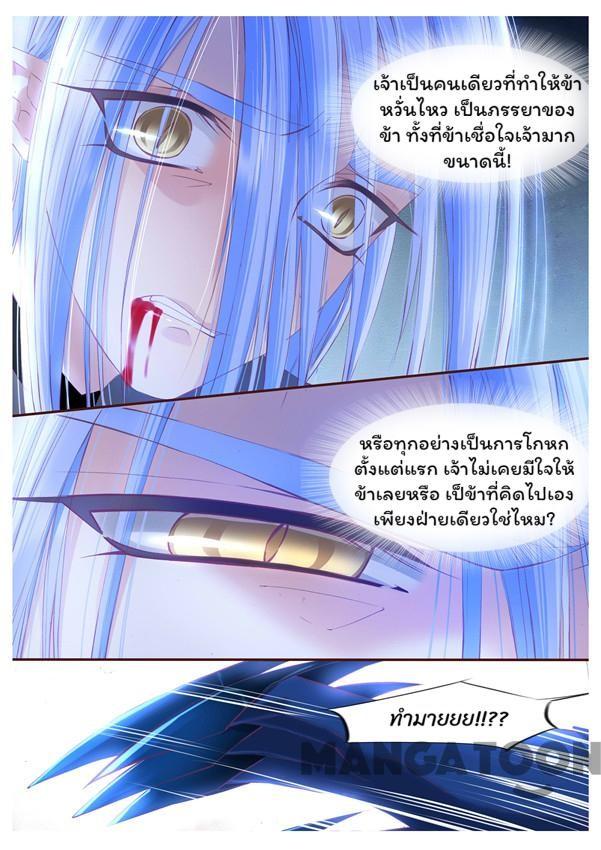 เจ้าเป็นคนเดียวที่ทำให้ข้า
หวั่นไหว เป็นภรรยาของ
ข้า ทั้งที่ข้าเชื่อใจเจ้ามาก
ขนาดนี้!
หรือทุกอย่างเป็นการโกหก
ตั้งแต่แรก เจ้าไม่เคยมีใจให้
ข้าเลยหรือ เป็ข้าที่คิดไปเอง
เพียงฝ่ายเดียวใช่ไหม?
ทำมายยย!!??
MANGATOON